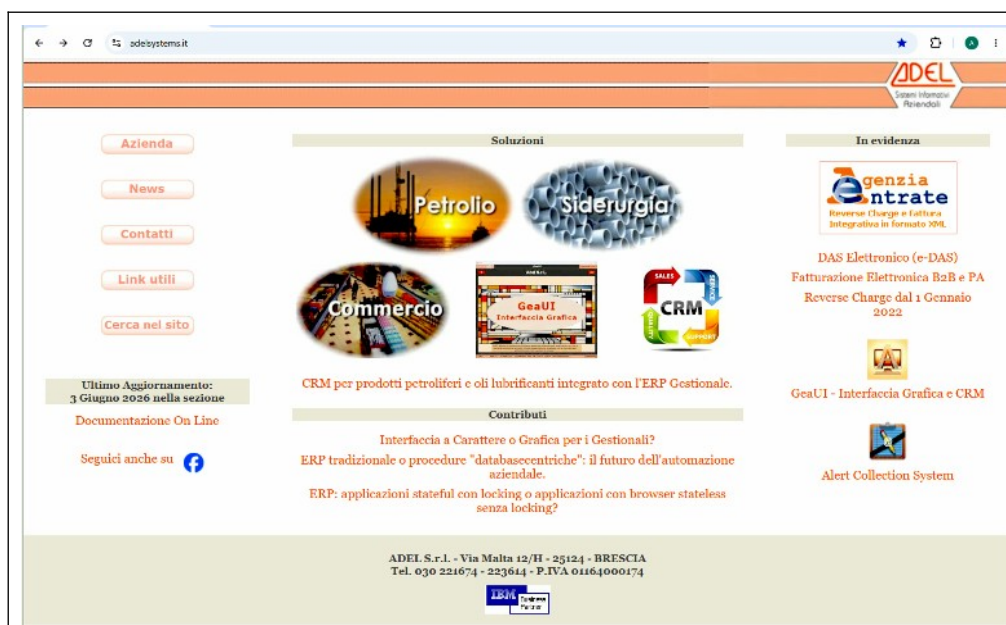 adelsystems.it
ADEL
Sistemi Informativi
Aziendali
Azienda
News
Contatti
Link utili
Cerca nel sito
Ultimo Aggiornamento:
3 Giugno 2026 nella sezione
Documentazione On Line
Seguici anche su
Soluzioni
Petrolio
Siderurgia
Commercio
GeaUI
Interfaccia Grafica
SALES
SERVICE
CRM
SUPPORT
QUALITY
CRM per prodotti petroliferi e oli lubrificanti integrato con l'ERP Gestionale.
Contributi
Interfaccia a Carattere o Grafica per i Gestionali?
ERP tradizionale o procedure "databasecentriche": il futuro dell'automazione
aziendale.
ERP: applicazioni stateful con locking o applicazioni con browser stateless
senza locking?
In evidenza
agenzia
entrate
Reverse Charge e Fattura
Integrativa in formato XML
DAS Elettronico (e-DAS)
Fatturazione Elettronica B2B e PA
Reverse Charge dal 1 Gennaio
2022
GeaUI - Interfaccia Grafica e CRM
Alert Collection System
ADEL S.r.l. - Via Malta 12/H - 25124 - BRESCIA
Tel. 030 221674 - 223614 - P.IVA 01164000174
IBM
Business
Partner